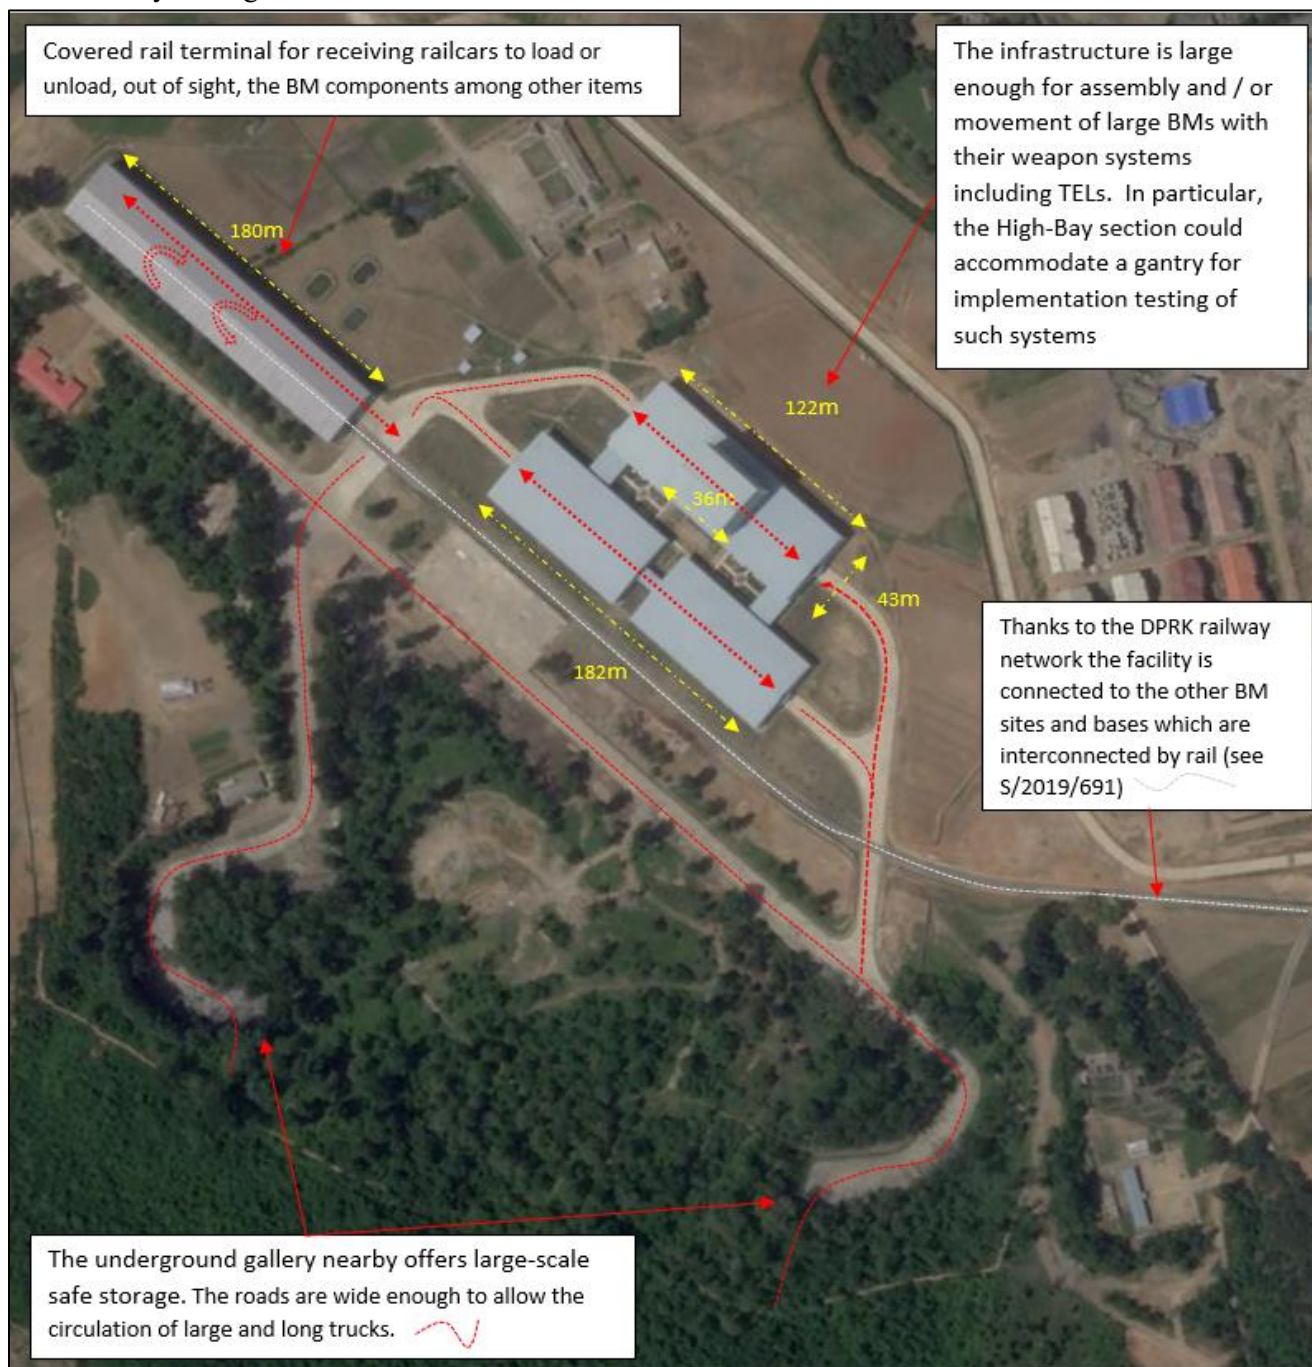 Covered rail terminal for receiving railcars to load or
unload, out of sight, the BM components among other items
The infrastructure is large
enough for assembly and / or
movement of large BMs with
their weapon systems
including TELs. In particular,
the High-Bay section could
accommodate a gantry for
implementation testing of
such systems
180m
122m
36m
43m
182m
Thanks to the DPRK railway
network the facility is
connected to the other BM
sites and bases which are
interconnected by rail (see
S/2019/691)
The underground gallery nearby offers large-scale
safe storage. The roads are wide enough to allow the
circulation of large and long trucks.